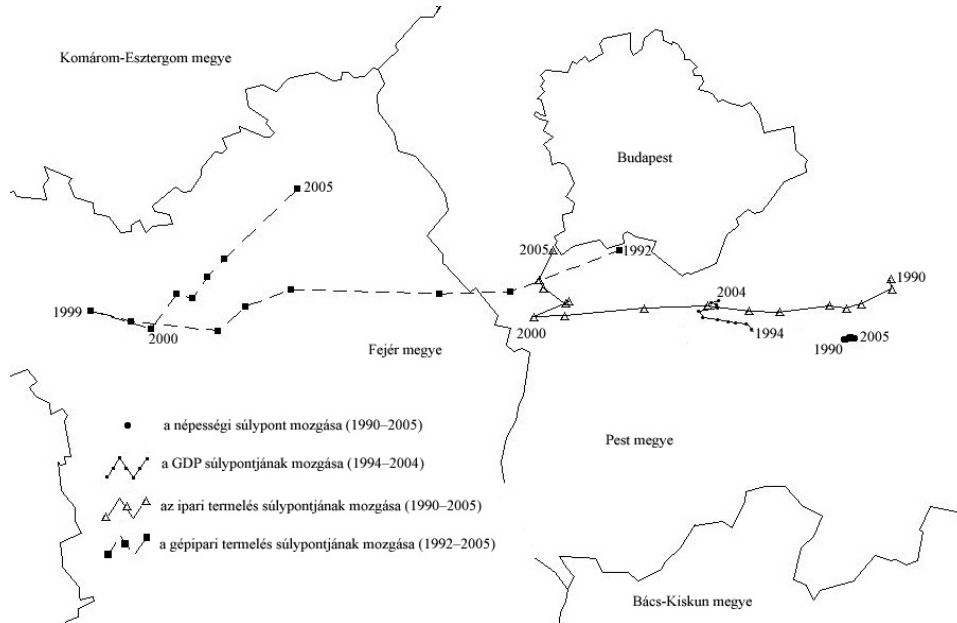 Komárom-Esztergom megye
Budapest
2005
2005
1992
1990
2004
1999
2000
2000
1994
1990
2005
Fejér megye
a népességi súlypont mozgása (1990–2005)
Pest megye
a GDP súlypontjának mozgása (1994–2004)
az ipari termelés súlypontjának mozgása (1990–2005)
a gépipari termelés súlypontjának mozgása (1992–2005)
Bács-Kiskun megye